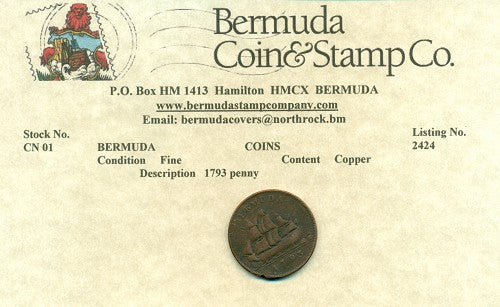 Bermuda
Coin&Stamp Co.
P.O. Box HM 1413 Hamilton HMCX BERMUDA
www.bermudastampcompany.com
Email: bermudacovers@northrock.bm
Stock No. Listing No.
CN 01 BERMUDA COINS 2424
Condition Fine Content Copper
Description 1793 penny